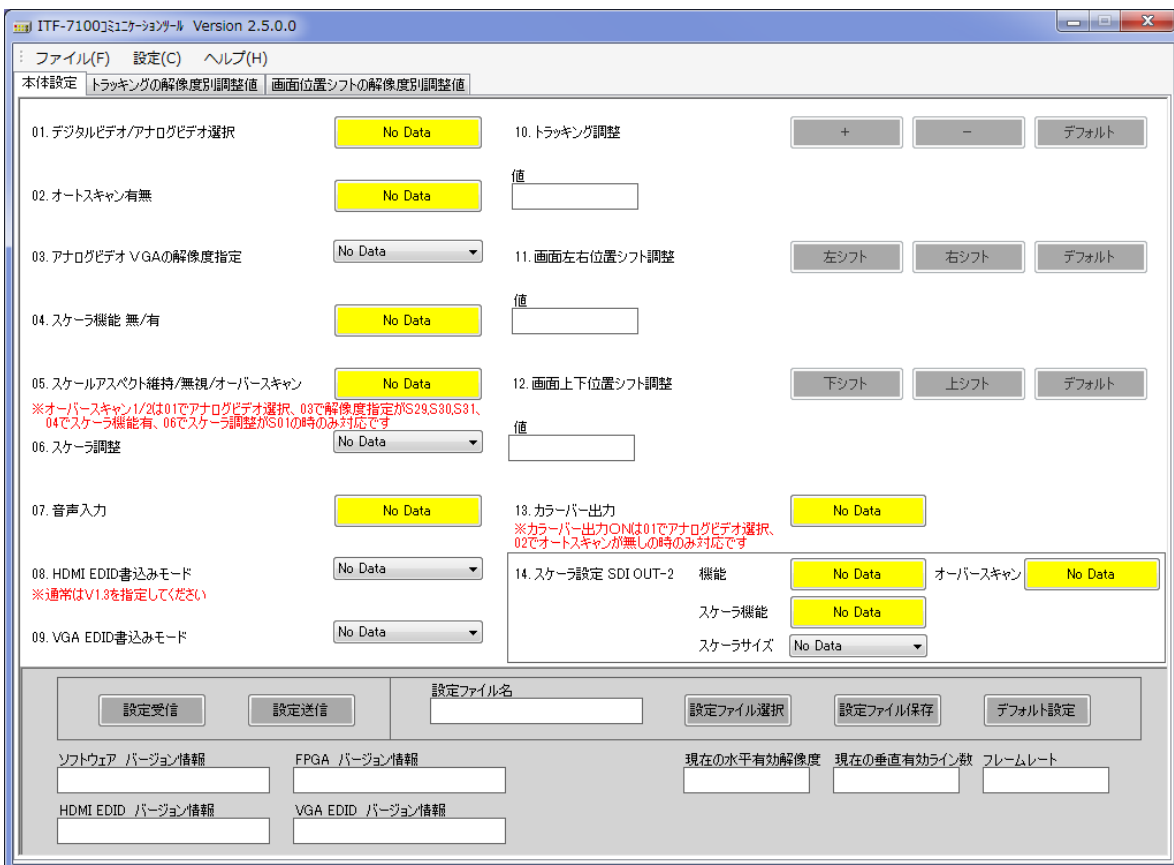 ITF-7100ｺﾐｭﾆｹｰｼｮﾝﾂｰﾙ Version 2.5.0.0
ファイル(F) 設定(C) ヘルプ(H)
本体設定 トラッキングの解像度別調整値 画面位置シフトの解像度別調整値
01. デジタルビデオ/アナログビデオ選択 No Data
02. オートスキャン有無 No Data
03. アナログビデオ VGAの解像度指定 No Data
04. スケーラ機能 無/有 No Data
05. スケールアスペクト維持/無視/オーバースキャン No Data
※オーバースキャン1/2は01でアナログビデオ選択、03で解像度指定がS29,S30,S31、
04でスケーラ機能有、06でスケーラ調整がS01の時のみ対応です
06. スケーラ調整 No Data
07. 音声入力 No Data
08. HDMI EDID書込みモード No Data
※通常はV1.3を指定してください
09. VGA EDID書込みモード No Data
10. トラッキング調整 + − デフォルト
値
11. 画面左右位置シフト調整 左シフト 右シフト デフォルト
値
12. 画面上下位置シフト調整 下シフト 上シフト デフォルト
値
13. カラーバー出力 No Data
※カラーバー出力ONは01でアナログビデオ選択、
02でオートスキャンが無しの時のみ対応です
14. スケーラ設定 SDI OUT-2 機能 No Data オーバースキャン No Data
スケーラ機能 No Data
スケーラサイズ No Data
設定受信 設定送信
設定ファイル名
設定ファイル選択 設定ファイル保存 デフォルト設定
ソフトウェア バージョン情報 FPGA バージョン情報 現在の水平有効解像度 現在の垂直有効ライン数 フレームレート
HDMI EDID バージョン情報 VGA EDID バージョン情報